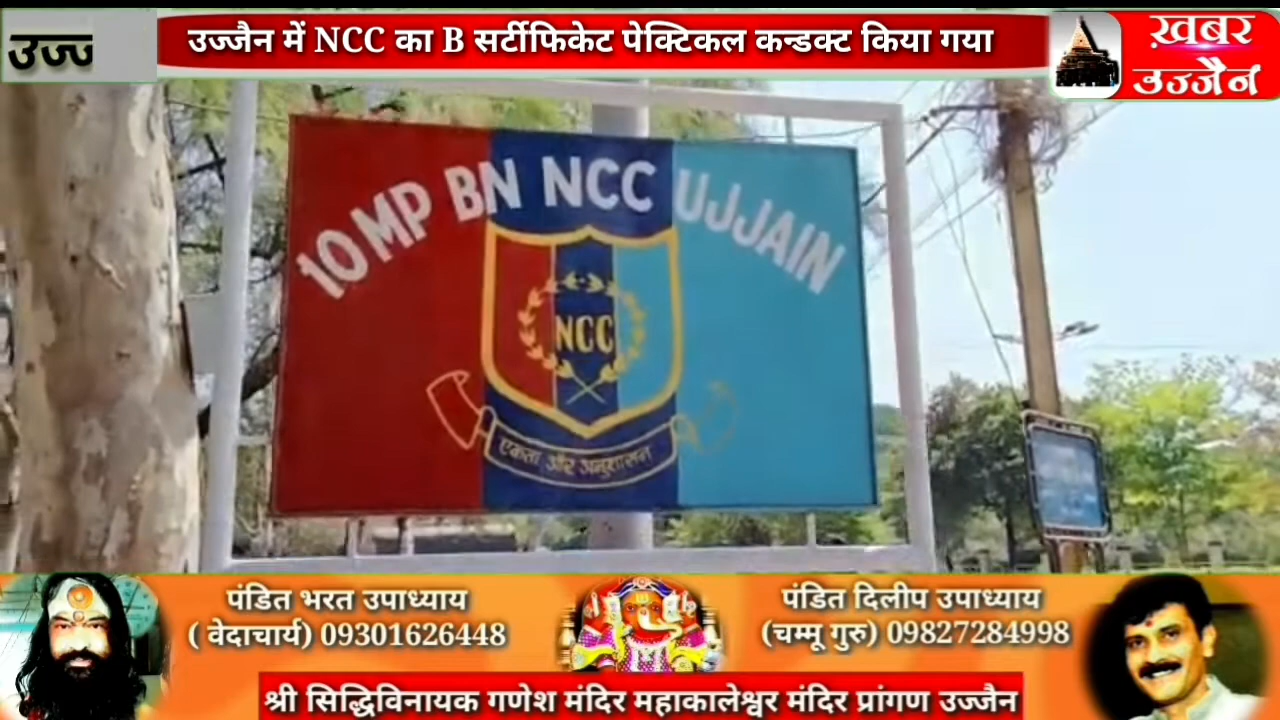 उज्ज
उज्जैन में NCC का B सर्टीफिकेट पेक्टिकल कन्डक्ट किया गया
ख़बर
उज्जैन
10 MP BN NCC UJJAIN
NCC
एकता और अनुशासन
पंडित भरत उपाध्याय
( वेदाचार्य) 09301626448
पंडित दिलीप उपाध्याय
(चम्मू गुरु) 09827284998
श्री सिद्धिविनायक गणेश मंदिर महाकालेश्वर मंदिर प्रांगण उज्जैन